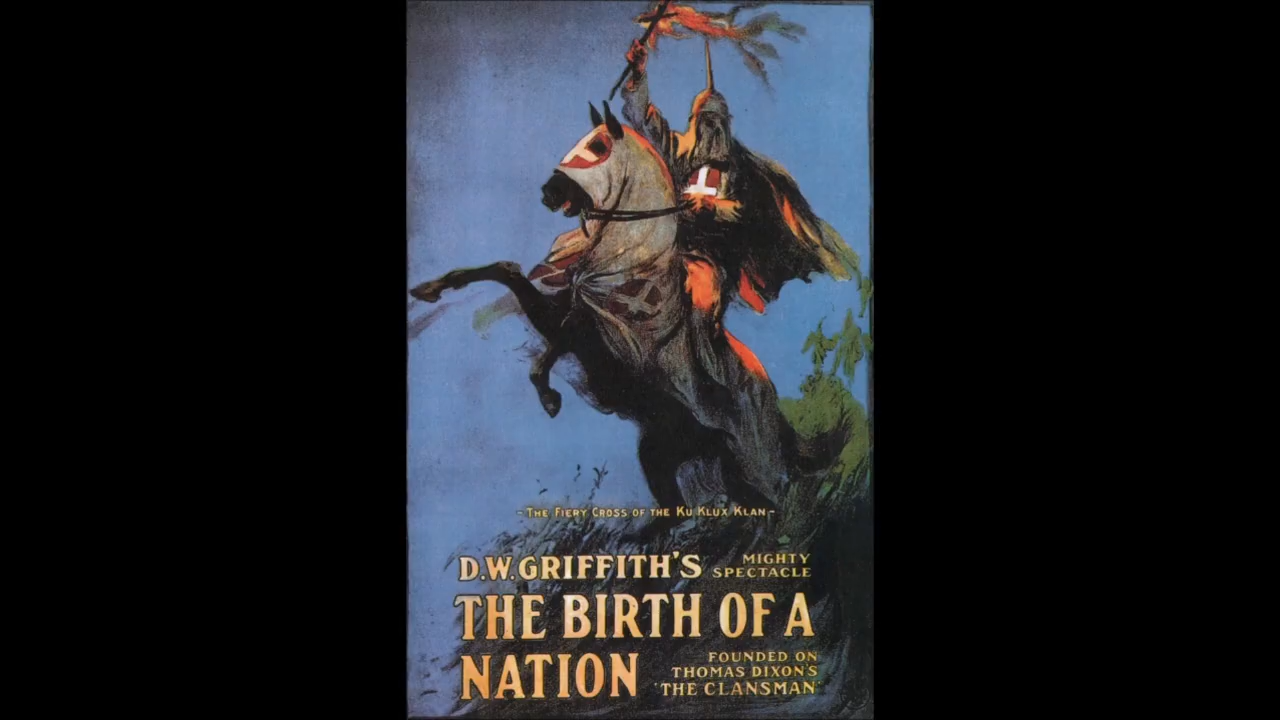 - THE FIERY CROSS OF THE KU KLUX KLAN -
D.W. GRIFFITH'S
MIGHTY
SPECTACLE
THE BIRTH OF A
NATION
FOUNDED ON
THOMAS DIXON'S
'THE CLANSMAN'